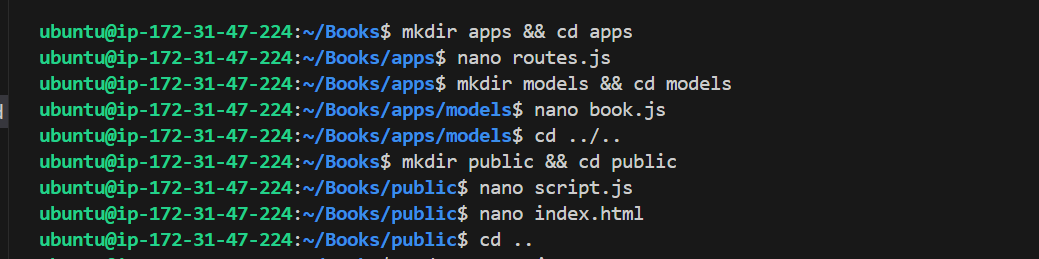 ubuntu@ip-172-31-47-224:~/Books$ mkdir apps && cd apps
ubuntu@ip-172-31-47-224:~/Books/apps$ nano routes.js
ubuntu@ip-172-31-47-224:~/Books/apps$ mkdir models && cd models
ubuntu@ip-172-31-47-224:~/Books/apps/models$ nano book.js
ubuntu@ip-172-31-47-224:~/Books/apps/models$ cd ../..
ubuntu@ip-172-31-47-224:~/Books$ mkdir public && cd public
ubuntu@ip-172-31-47-224:~/Books/public$ nano script.js
ubuntu@ip-172-31-47-224:~/Books/public$ nano index.html
ubuntu@ip-172-31-47-224:~/Books/public$ cd ..